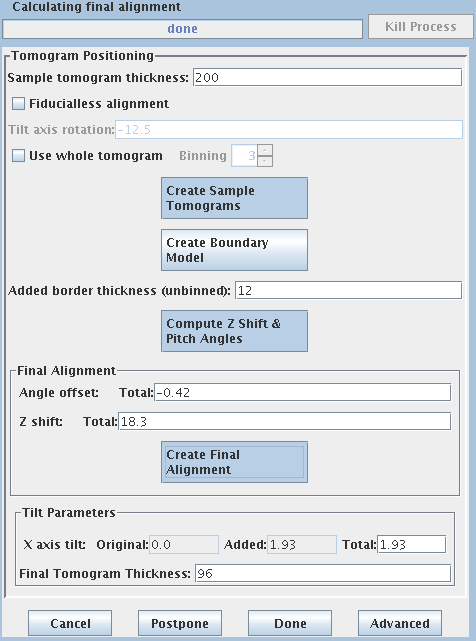 Calculating final alignment
done
Kill Process
Tomogram Positioning
Sample tomogram thickness: 200
Fiducialless alignment
Tilt axis rotation: -12.5
Use whole tomogram Binning 3
Create Sample
Tomograms
Create Boundary
Model
Added border thickness (unbinned): 12
Compute Z Shift &
Pitch Angles
Final Alignment
Angle offset: Total: -0.42
Z shift: Total: 18.3
Create Final
Alignment
Tilt Parameters
X axis tilt: Original: 0.0 Added: 1.93 Total: 1.93
Final Tomogram Thickness: 96
Cancel Postpone Done Advanced